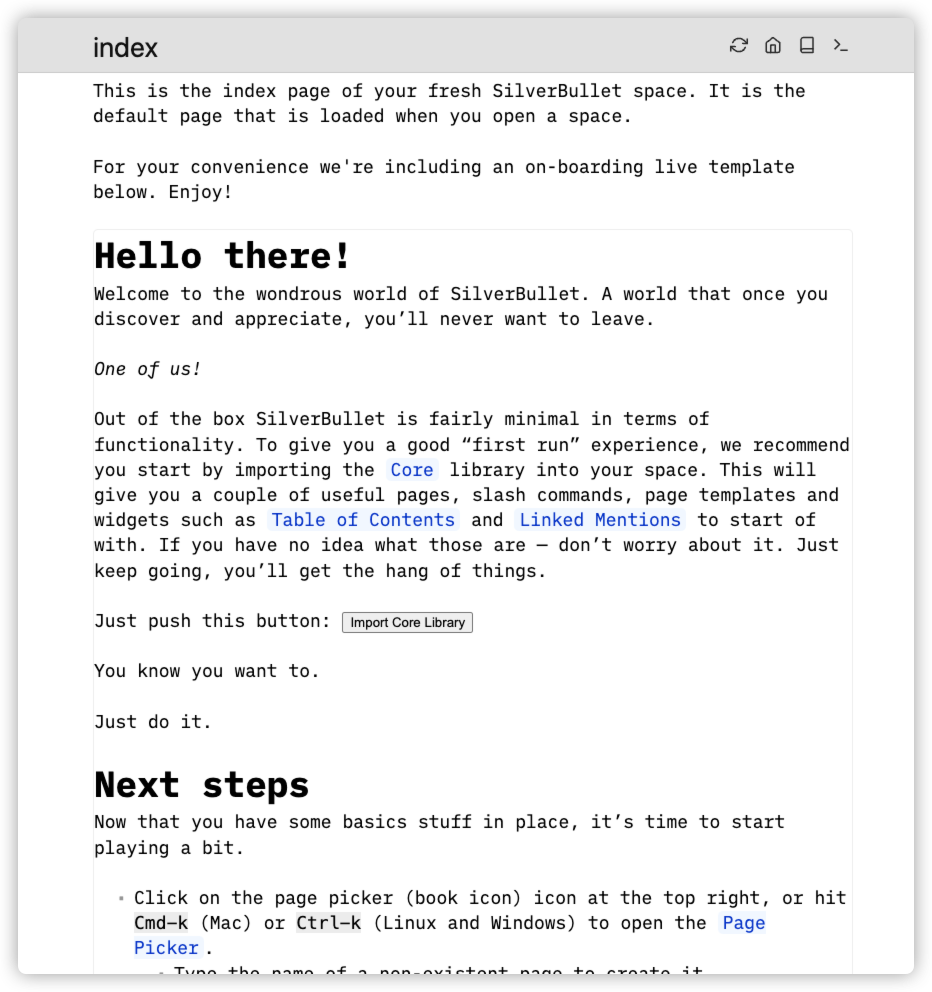 index
This is the index page of your fresh SilverBullet space. It is the
default page that is loaded when you open a space.
For your convenience we're including an on-boarding live template
below. Enjoy!
Hello there!
Welcome to the wondrous world of SilverBullet. A world that once you
discover and appreciate, you’ll never want to leave.
One of us!
Out of the box SilverBullet is fairly minimal in terms of
functionality. To give you a good “first run” experience, we recommend
you start by importing the Core library into your space. This will
give you a couple of useful pages, slash commands, page templates and
widgets such as Table of Contents and Linked Mentions to start of
with. If you have no idea what those are — don’t worry about it. Just
keep going, you’ll get the hang of things.
Just push this button: Import Core Library
You know you want to.
Just do it.
Next steps
Now that you have some basics stuff in place, it’s time to start
playing a bit.
• Click on the page picker (book icon) icon at the top right, or hit
Cmd-k (Mac) or Ctrl-k (Linux and Windows) to open the Page
Picker.
• Type the name of a non-existent page to create it.